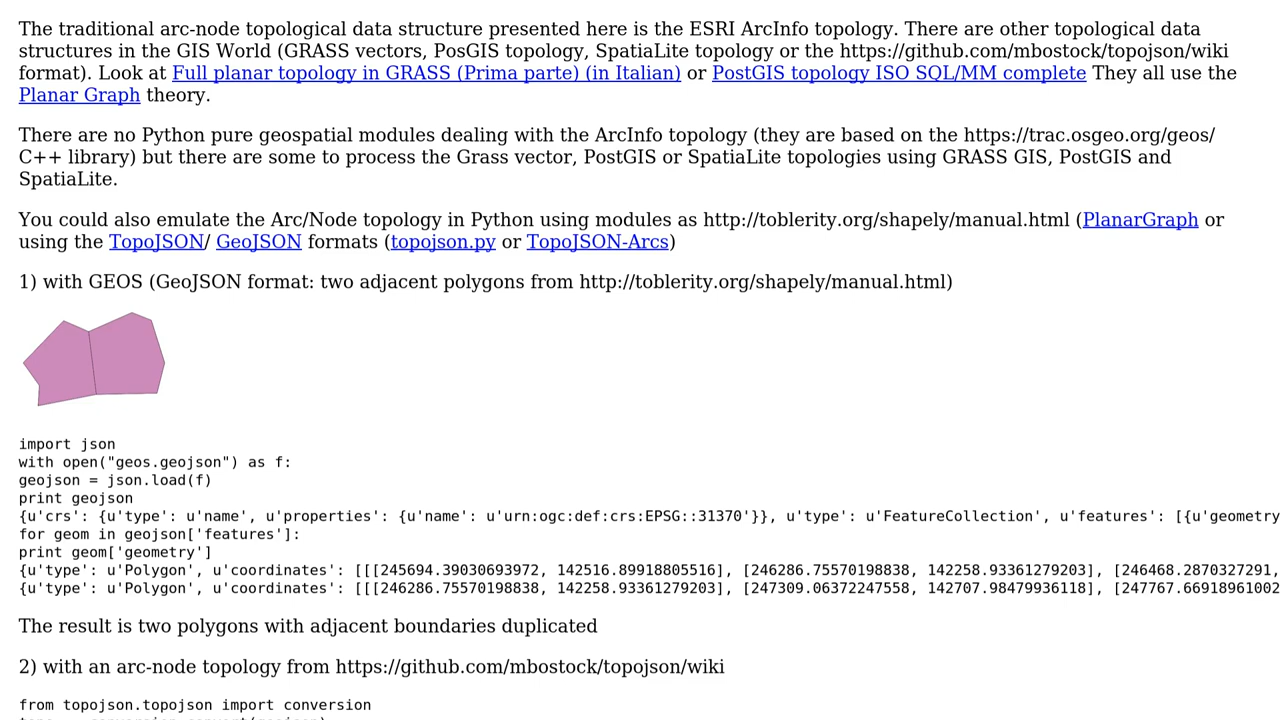 The traditional arc-node topological data structure presented here is the ESRI ArcInfo topology. There are other topological data
structures in the GIS World (GRASS vectors, PosGIS topology, SpatiaLite topology or the https://github.com/mbostock/topojson/wiki
format). Look at Full planar topology in GRASS (Prima parte) (in Italian) or PostGIS topology ISO SQL/MM complete They all use the
Planar Graph theory.
There are no Python pure geospatial modules dealing with the ArcInfo topology (they are based on the https://trac.osgeo.org/geos/
C++ library) but there are some to process the Grass vector, PostGIS or SpatiaLite topologies using GRASS GIS, PostGIS and
SpatiaLite.
You could also emulate the Arc/Node topology in Python using modules as http://toblerity.org/shapely/manual.html (PlanarGraph or
using the TopoJSON/ GeoJSON formats (topojson.py or TopoJSON-Arcs)
1) with GEOS (GeoJSON format: two adjacent polygons from http://toblerity.org/shapely/manual.html)
import json
with open("geos.geojson") as f:
geojson = json.load(f)
print geojson
{u'crs': {u'type': u'name', u'properties': {u'name': u'urn:ogc:def:crs:EPSG::31370'}}, u'type': u'FeatureCollection', u'features': [{u'geometry
for geom in geojson['features']:
print geom['geometry']
{u'type': u'Polygon', u'coordinates': [[[245694.39030693972, 142516.89918805516], [246286.75570198838, 142258.93361279203], [246468.2870327291,
{u'type': u'Polygon', u'coordinates': [[[246286.75570198838, 142258.93361279203], [247309.06372247558, 142707.98479936118], [247767.66918961002
The result is two polygons with adjacent boundaries duplicated
2) with an arc-node topology from https://github.com/mbostock/topojson/wiki
from topojson.topojson import conversion